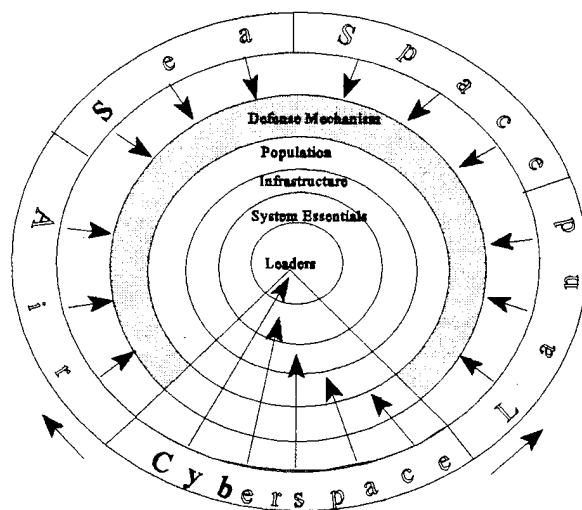 Sea
Space
Air
Land
Defense Mechanism
Population
Infrastructure
System Essentials
Leaders
Cyberspace